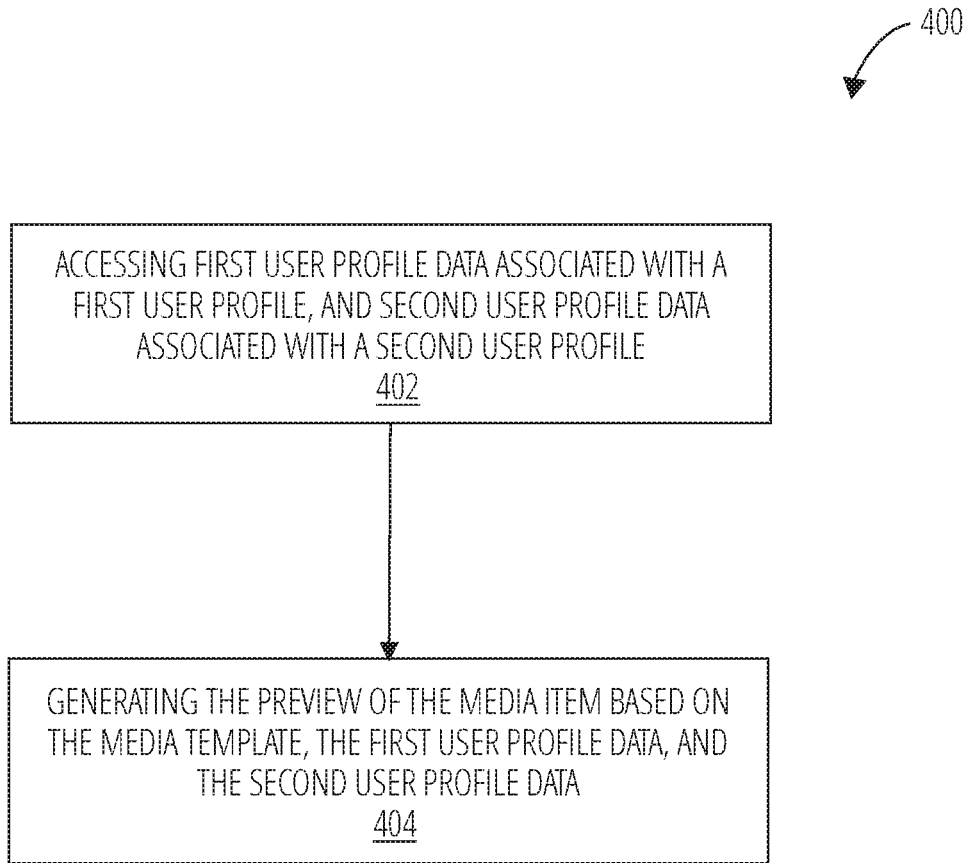 400
ACCESSING FIRST USER PROFILE DATA ASSOCIATED WITH A
FIRST USER PROFILE, AND SECOND USER PROFILE DATA
ASSOCIATED WITH A SECOND USER PROFILE
402
GENERATING THE PREVIEW OF THE MEDIA ITEM BASED ON
THE MEDIA TEMPLATE, THE FIRST USER PROFILE DATA, AND
THE SECOND USER PROFILE DATA
404